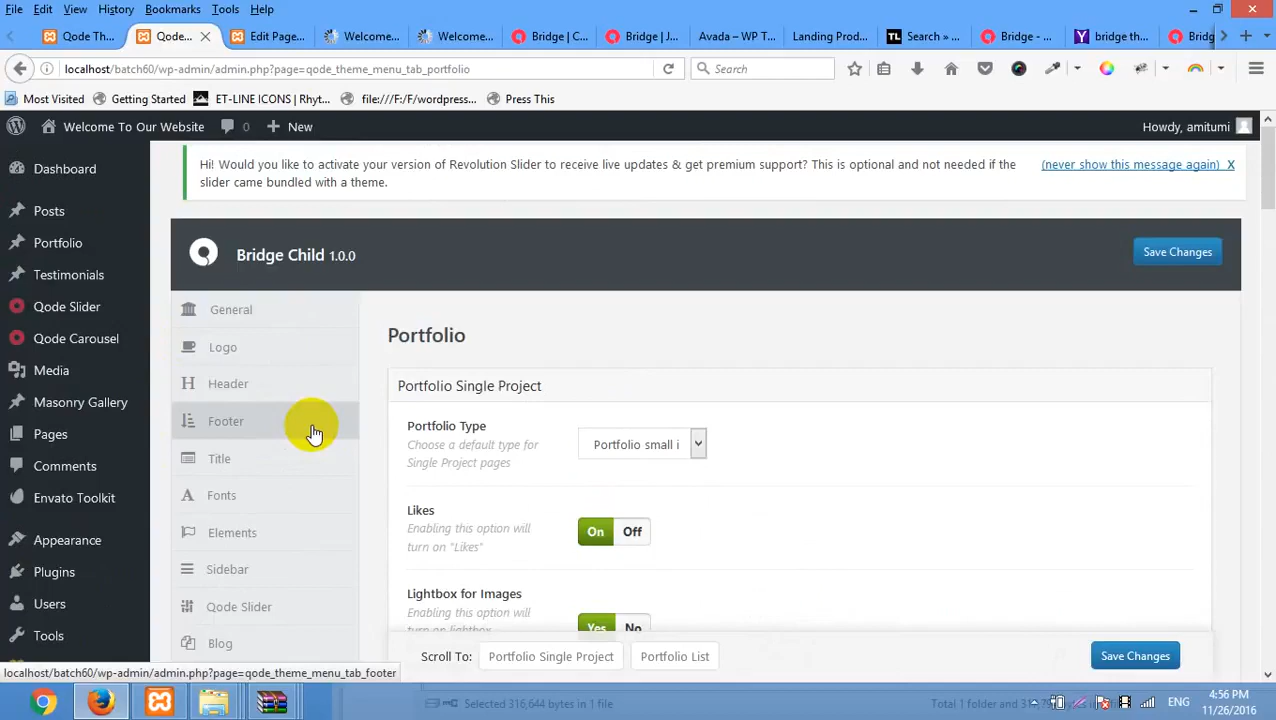 File Edit View History Bookmarks Tools Help
Qode Th... Qode... Edit Page... Welcome... Welcome... Bridge | C... Bridge | J... Avada – WP T... Landing Prod... TL Search » ... Bridge - ... bridge th... Bridg
localhost/batch60/wp-admin/admin.php?page=qode_theme_menu_tab_portfolio Search
Most Visited Getting Started ET-LINE ICONS | Rhyt... file:///F:/F/wordpress... Press This
Welcome To Our Website 0 New Howdy, amitumi
Hi! Would you like to activate your version of Revolution Slider to receive live updates & get premium support? This is optional and not needed if the
slider came bundled with a theme.
(never show this message again) X
Dashboard
Posts
Portfolio
Testimonials
Qode Slider
Qode Carousel
Media
Masonry Gallery
Pages
Comments
Envato Toolkit
Appearance
Plugins
Users
Tools
Bridge Child 1.0.0 Save Changes
General
Logo
Header
Footer
Title
Fonts
Elements
Sidebar
Qode Slider
Blog
Portfolio
Portfolio Single Project
Portfolio Type
Choose a default type for
Single Project pages
Portfolio small i
Likes
Enabling this option will
turn on "Likes"
On Off
Lightbox for Images
Enabling this option will
turn on lightbox
Yes No
Scroll To: Portfolio Single Project Portfolio List Save Changes
localhost/batch60/wp-admin/admin.php?page=qode_theme_menu_tab_footer
Selected 316,644 bytes in 1 file
ENG
4:56 PM
11/26/2016